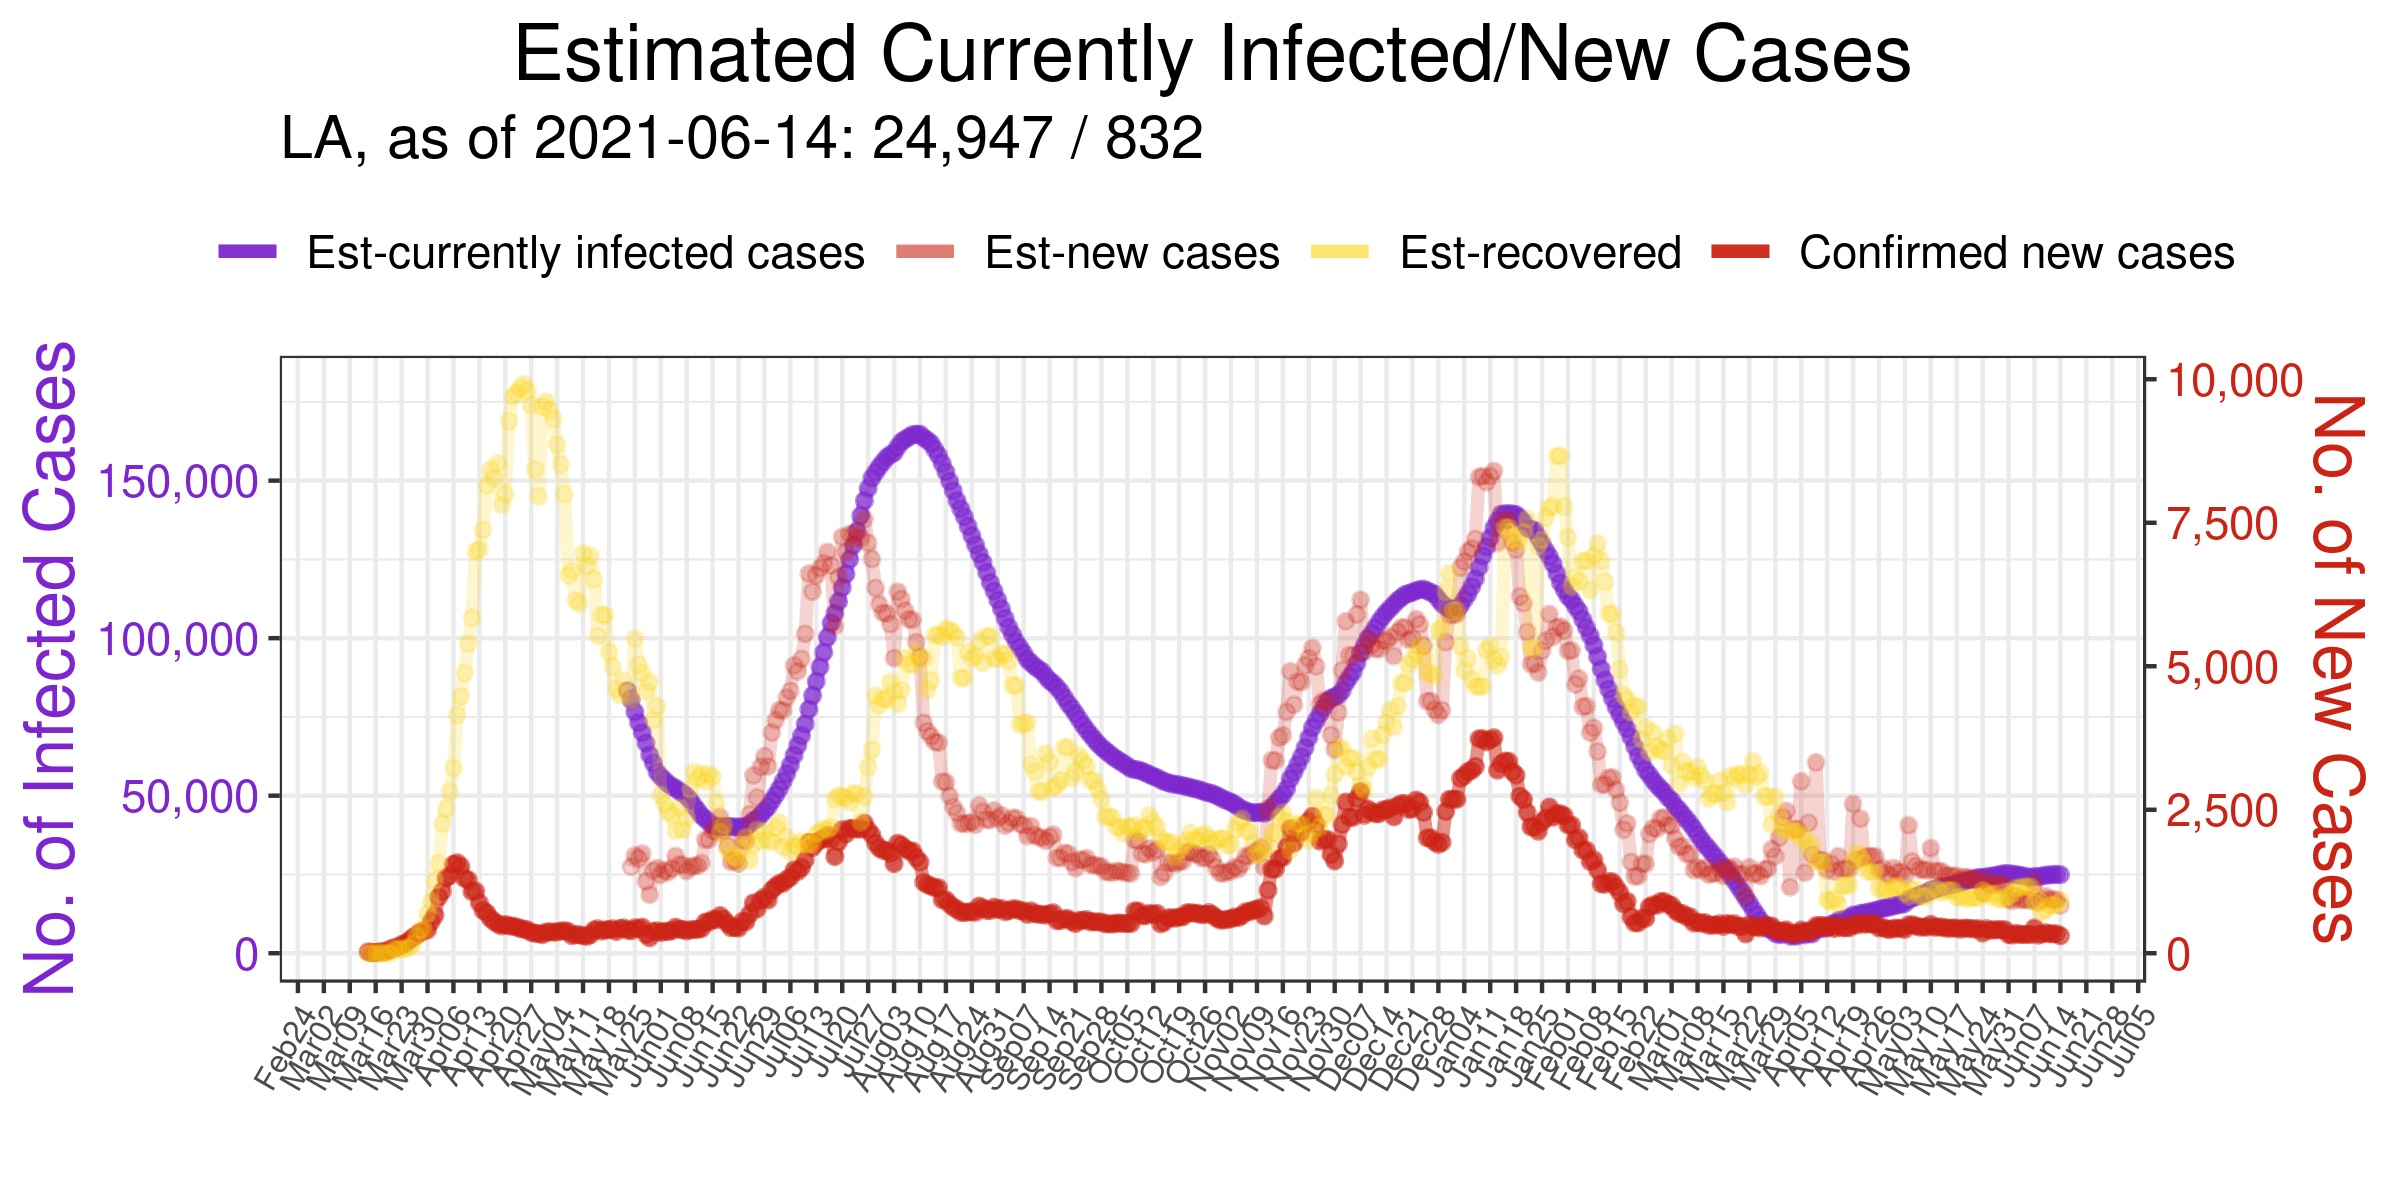 Estimated Currently Infected/New Cases
LA, as of 2021-06-14: 24,947 / 832
Est-currently infected cases Est-new cases Est-recovered Confirmed new cases
No. of Infected Cases
150,000
100,000
50,000
0
10,000
7,500
5,000
2,500
0
No. of New Cases
Feb24
Mar02
Mar09
Mar16
Mar23
Mar30
Apr06
Apr13
Apr20
Apr27
May04
May11
May18
May25
Jun01
Jun08
Jun15
Jun22
Jun29
Jul06
Jul13
Jul20
Jul27
Aug03
Aug10
Aug17
Aug24
Aug31
Sep07
Sep14
Sep21
Sep28
Oct05
Oct12
Oct19
Oct26
Nov02
Nov09
Nov16
Nov23
Nov30
Dec07
Dec14
Dec21
Dec28
Jan04
Jan11
Jan18
Jan25
Feb01
Feb08
Feb15
Feb22
Mar01
Mar08
Mar15
Mar22
Mar29
Apr05
Apr12
Apr19
Apr26
May03
May10
May17
May24
May31
Jun07
Jun14
Jun21
Jun28
Jul05